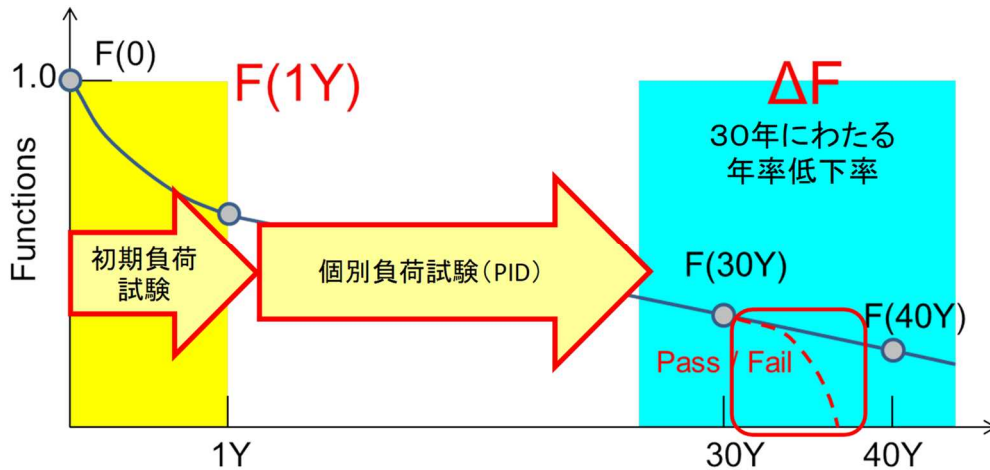 F(0)
1.0
F(1Y)
ΔF
30年にわたる
年率低下率
Functions
初期負荷
試験
個別負荷試験(PID)
F(30Y)
F(40Y)
Pass / Fail
1Y
30Y
40Y